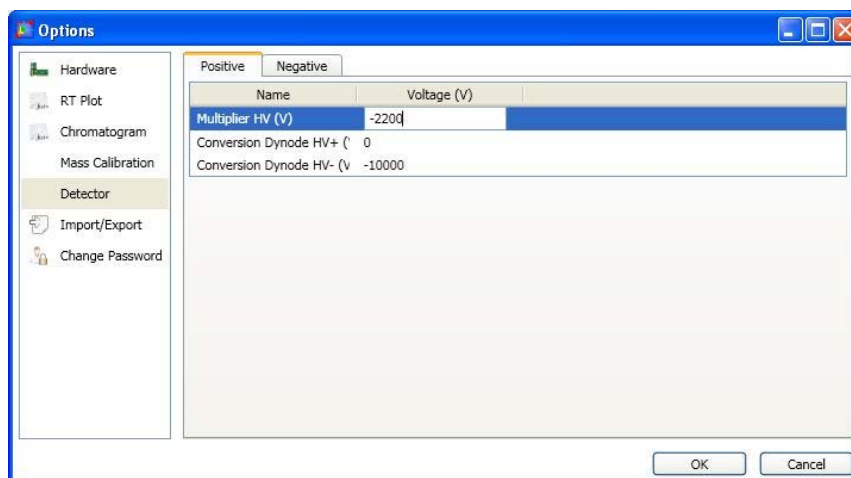 Options
Hardware
RT Plot
Chromatogram
Mass Calibration
Detector
Import/Export
Change Password
Positive Negative
Name Voltage (V)
Multiplier HV (V) -2200
Conversion Dynode HV+ (' 0
Conversion Dynode HV- (V -10000
OK Cancel